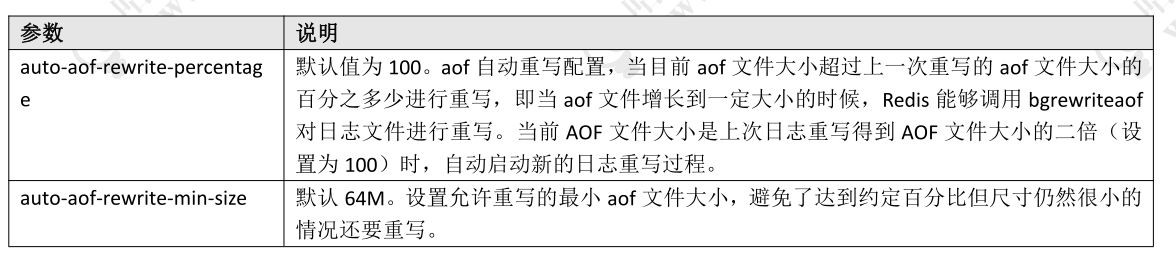 参数 说明
auto-aof-rewrite-percentag
e
默认值为 100。aof 自动重写配置，当目前 aof 文件大小超过上一次重写的 aof 文件大小的
百分之多少进行重写，即当 aof 文件增长到一定大小的时候，Redis 能够调用 bgrewriteaof
对日志文件进行重写。当前 AOF 文件大小是上次日志重写得到 AOF 文件大小的二倍（设
置为 100）时，自动启动新的日志重写过程。
auto-aof-rewrite-min-size
默认 64M。设置允许重写的最小 aof 文件大小，避免了达到约定百分比但尺寸仍然很小的
情况还要重写。